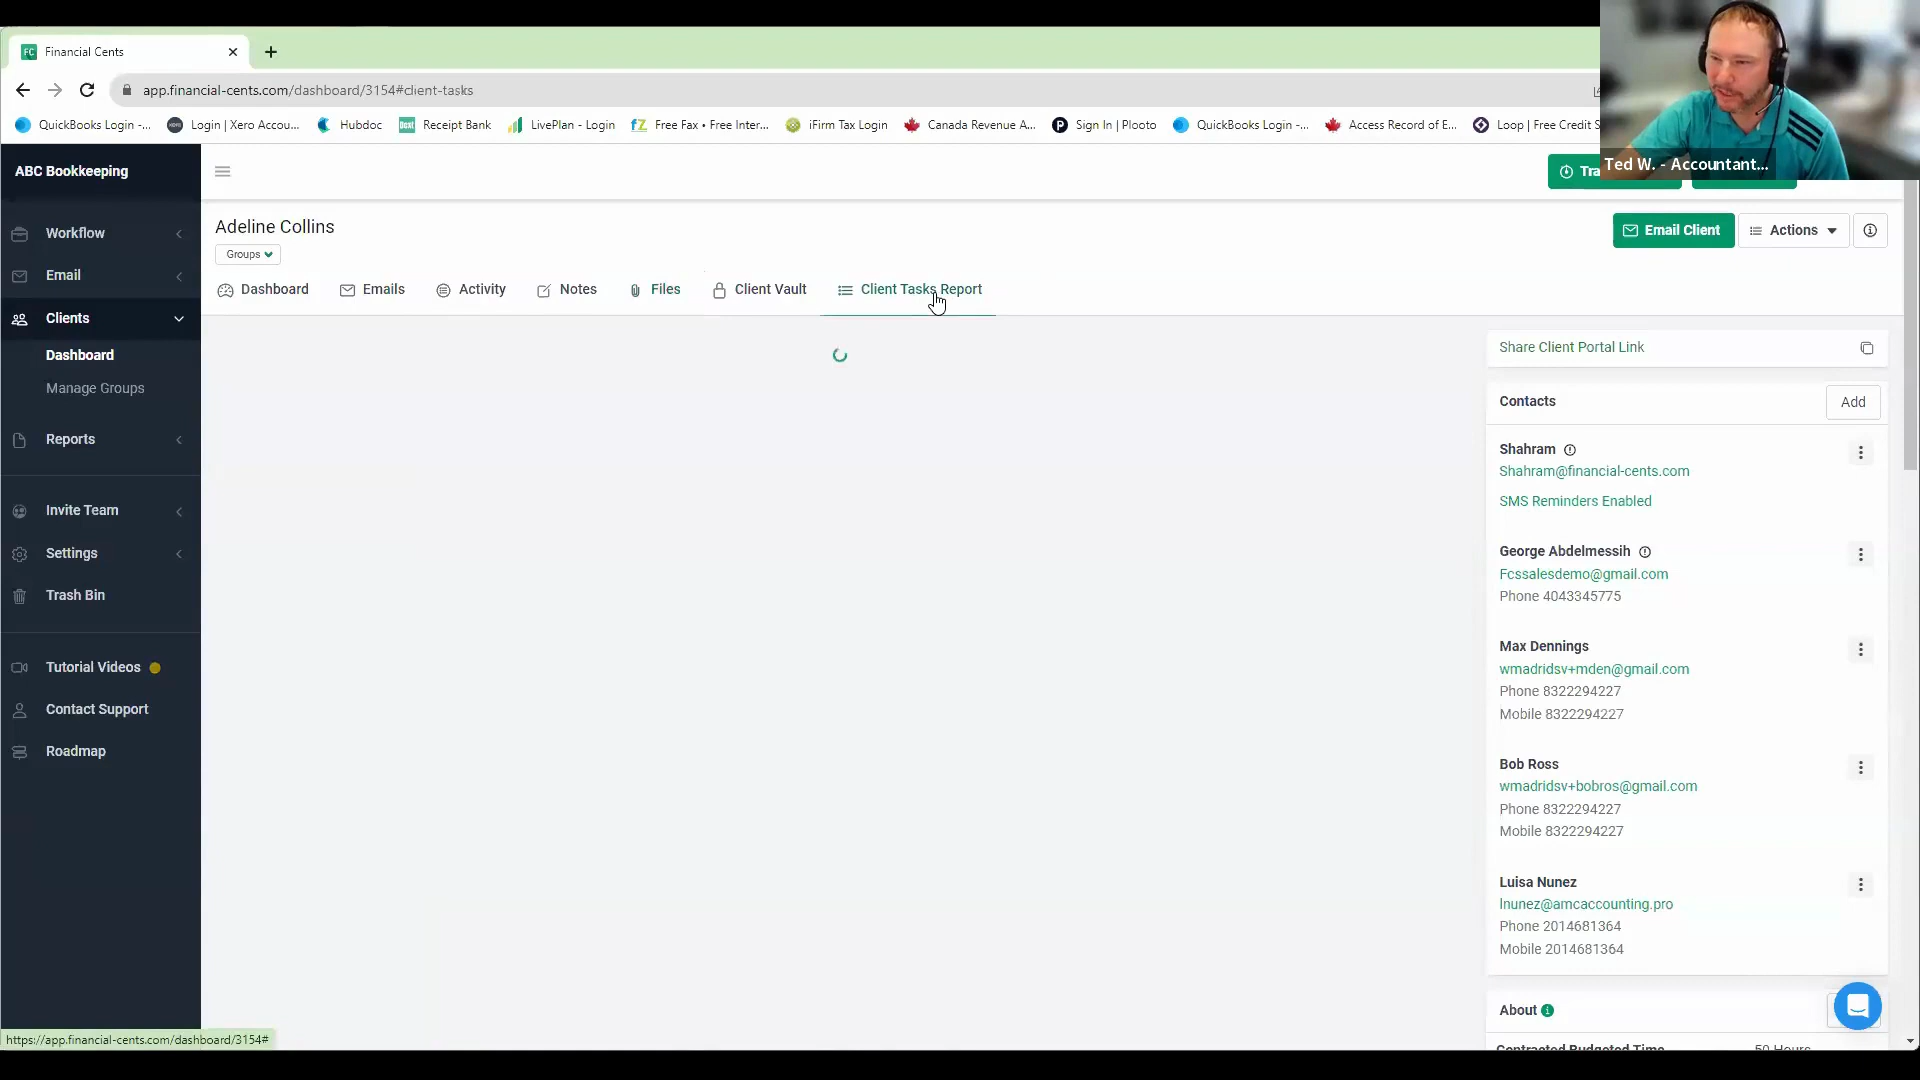 Financial Cents
app.financial-cents.com/dashboard/3154#client-tasks
QuickBooks Login -...
Login | Xero Accou...
Hubdoc
Receipt Bank
LivePlan - Login
Free Fax • Free Inter...
iFirm Tax Login
Canada Revenue A...
Sign In | Plooto
QuickBooks Login -...
Access Record of E...
Loop | Free Credit S
Ted W. - Accountant...
ABC Bookkeeping
Tra
Workflow
Email
Clients
Dashboard
Manage Groups
Reports
Invite Team
Settings
Trash Bin
Tutorial Videos
Contact Support
Roadmap
Adeline Collins
Groups
Email Client
Actions
Dashboard
Emails
Activity
Notes
Files
Client Vault
Client Tasks Report
Share Client Portal Link
Contacts
Add
Shahram
Shahram@financial-cents.com
SMS Reminders Enabled
George Abdelmessih
Fcssalesdemo@gmail.com
Phone 4043345775
Max Dennings
wmadridsv+mden@gmail.com
Phone 8322294227
Mobile 8322294227
Bob Ross
wmadridsv+bobros@gmail.com
Phone 8322294227
Mobile 8322294227
Luisa Nunez
lnunez@amcaccounting.pro
Phone 2014681364
Mobile 2014681364
About
Contracted Budgeted Time
50 Hours
https://app.financial-cents.com/dashboard/3154#